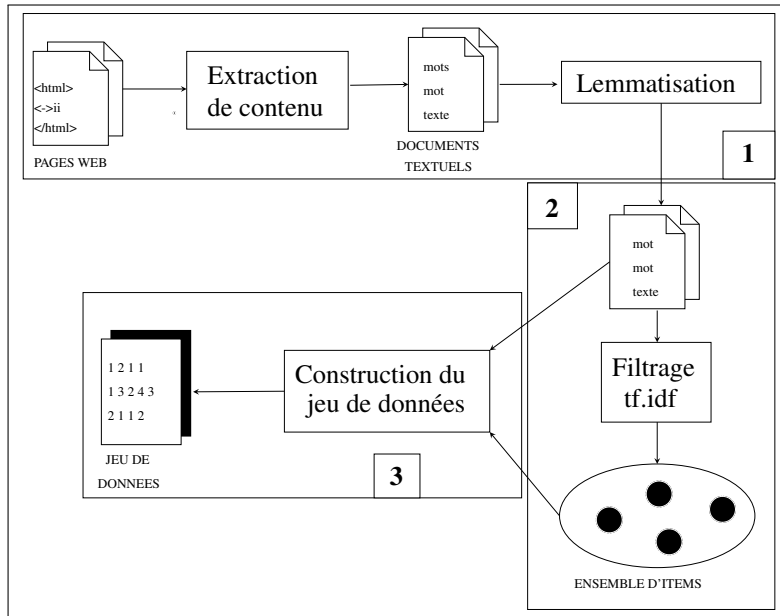 <html>
<->ii
</html>
PAGES WEB
Extraction
de contenu
mots
mot
texte
DOCUMENTS
TEXTUELS
Lemmatisation
1
2
mot
mot
texte
Filtrage
tf.idf
ENSEMBLE D'ITEMS
Construction du
jeu de données
3
1 2 1 1
1 3 2 4 3
2 1 1 2
JEU DE
DONNEES